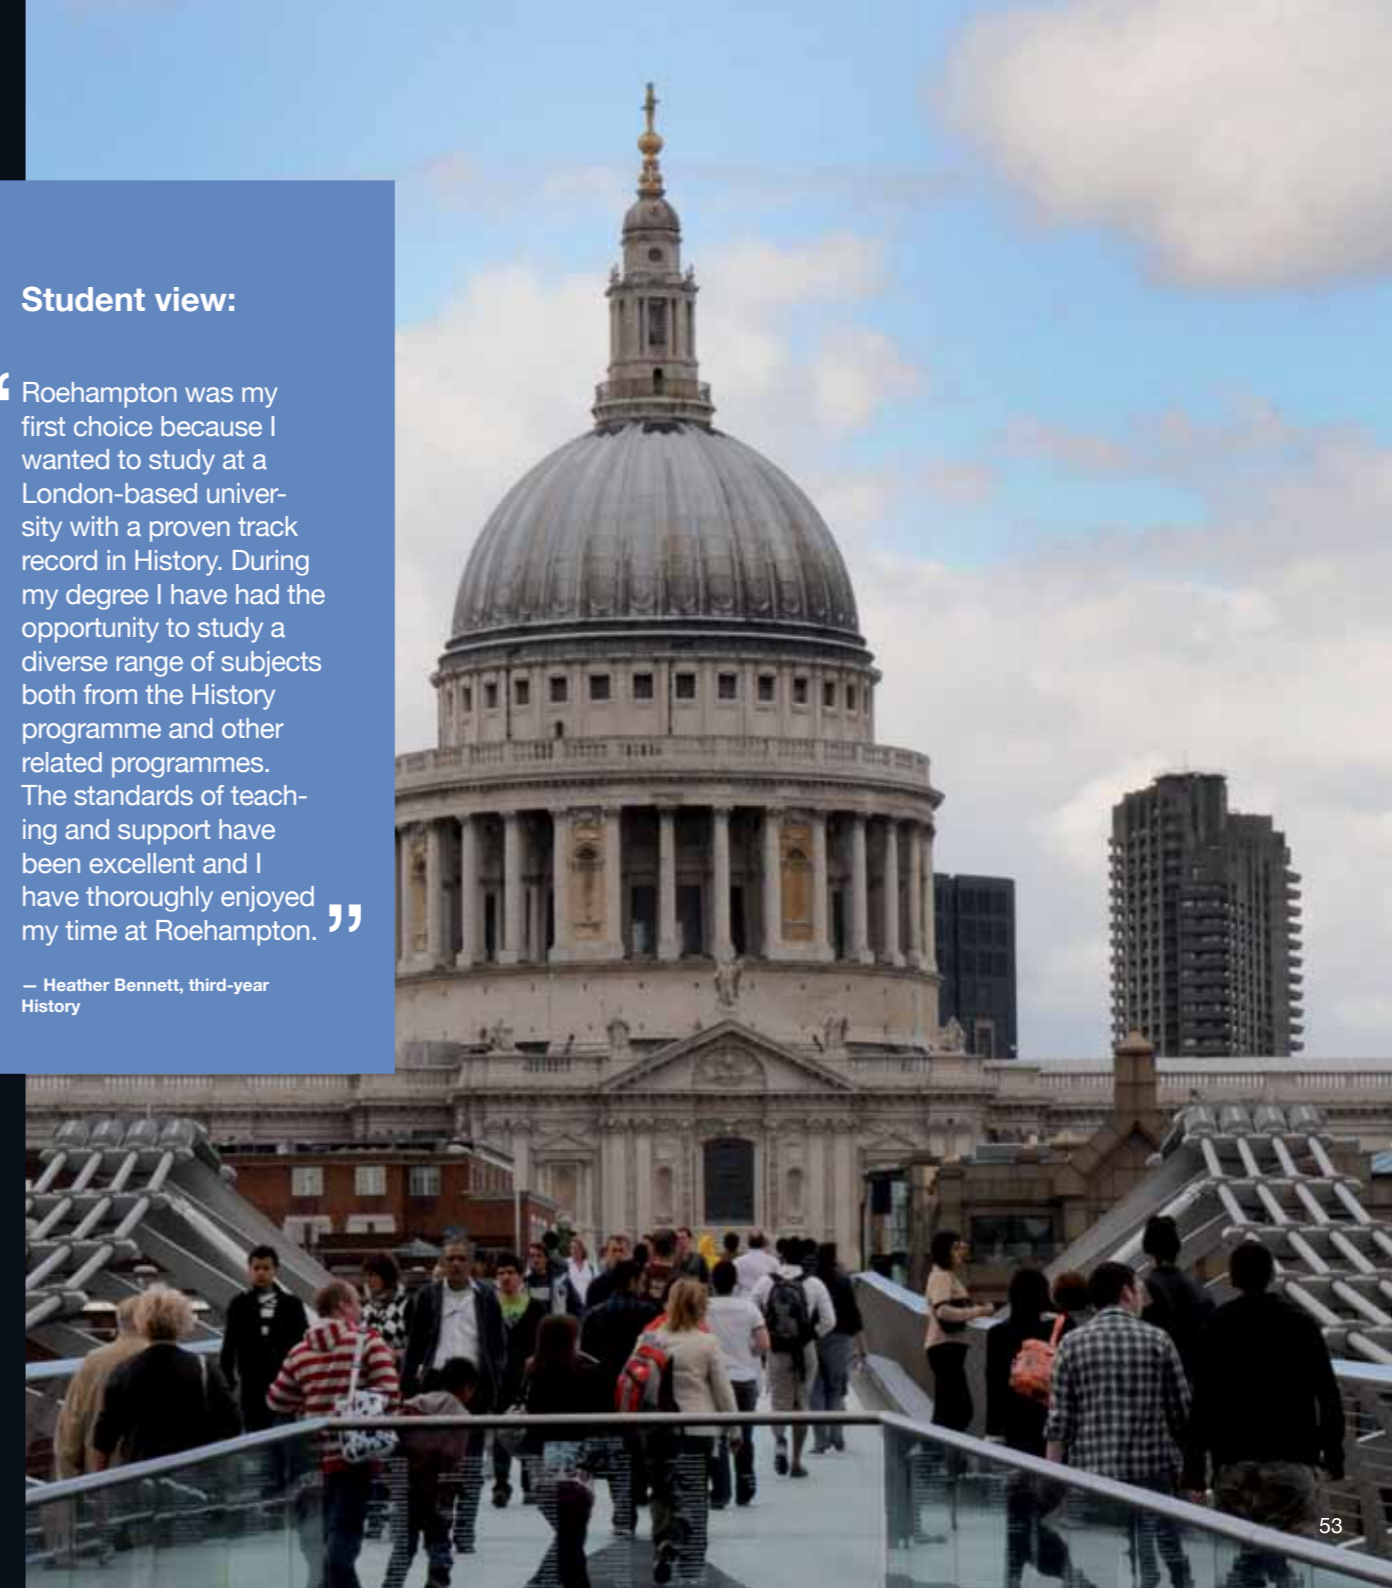 Student view:
“ Roehampton was my
first choice because I
wanted to study at a
London-based univer-
sity with a proven track
record in History. During
my degree I have had the
opportunity to study a
diverse range of subjects
both from the History
programme and other
related programmes.
The standards of teach-
ing and support have
been excellent and I
have thoroughly enjoyed
my time at Roehampton. ”
— Heather Bennett, third-year
History
53